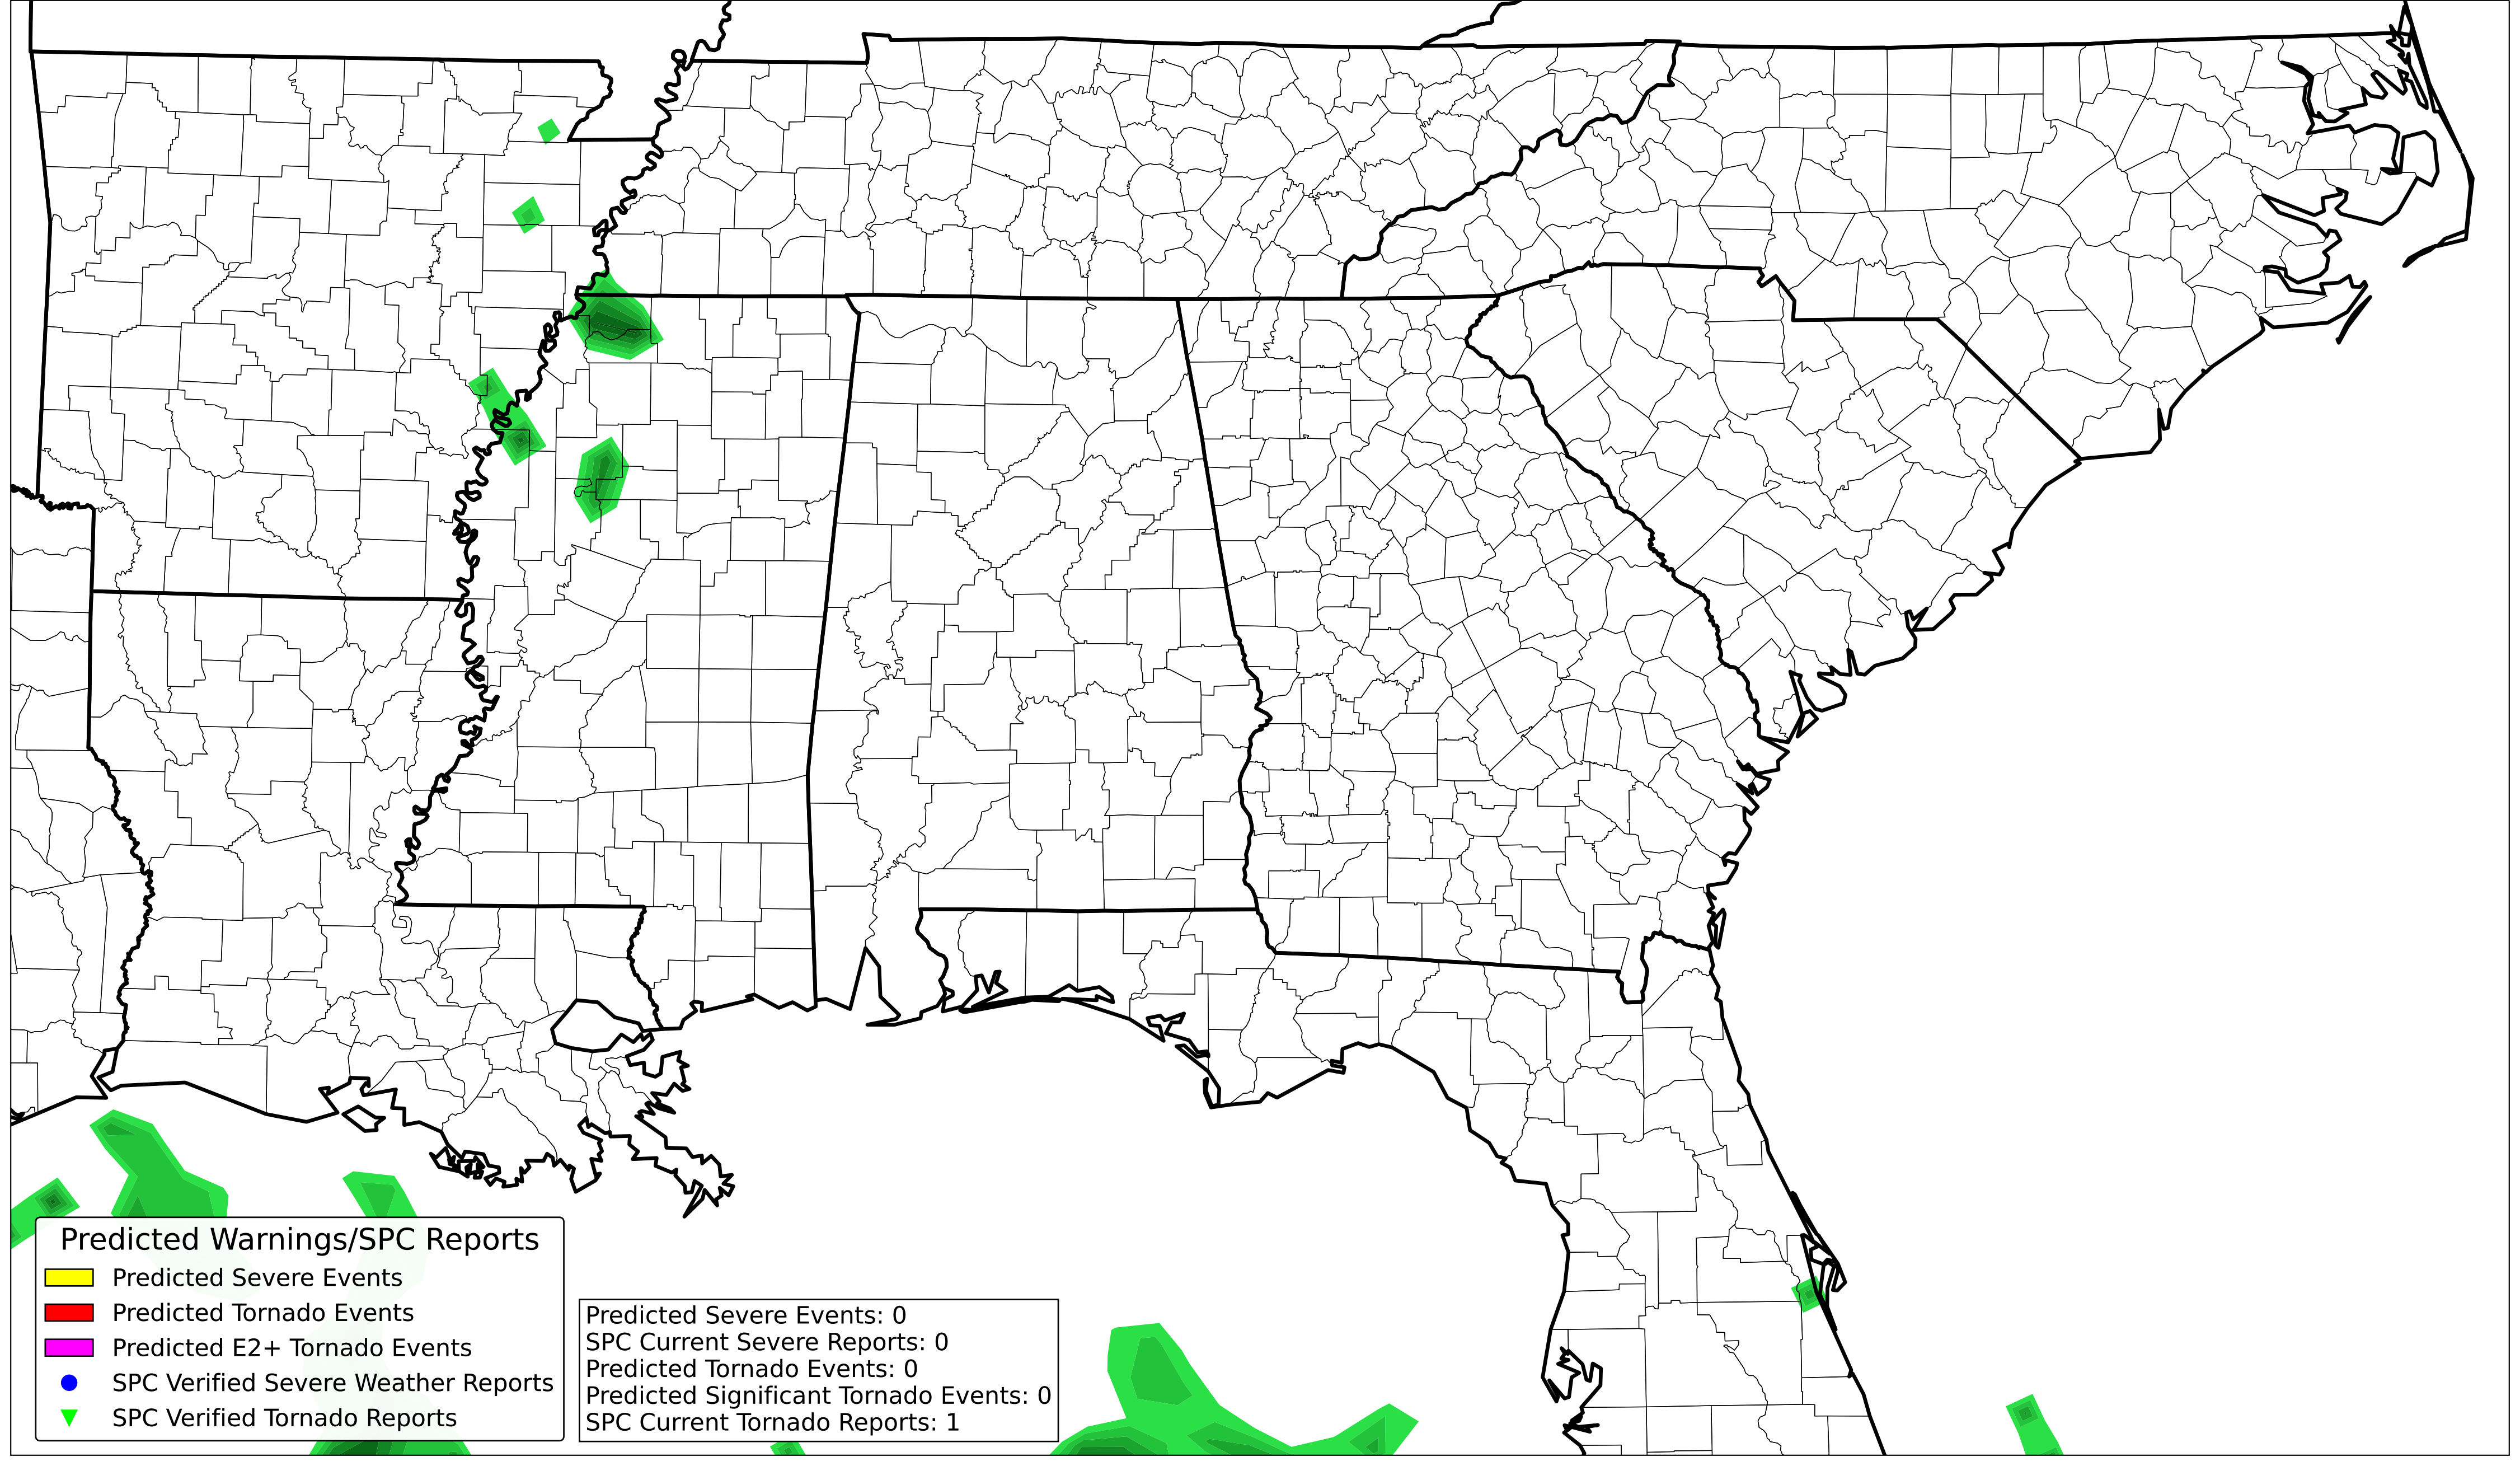 Predicted Warnings/SPC Reports
Predicted Severe Events
Predicted Tornado Events
Predicted E2+ Tornado Events
SPC Verified Severe Weather Reports
SPC Verified Tornado Reports
Predicted Severe Events: 0
SPC Current Severe Reports: 0
Predicted Tornado Events: 0
Predicted Significant Tornado Events: 0
SPC Current Tornado Reports: 1